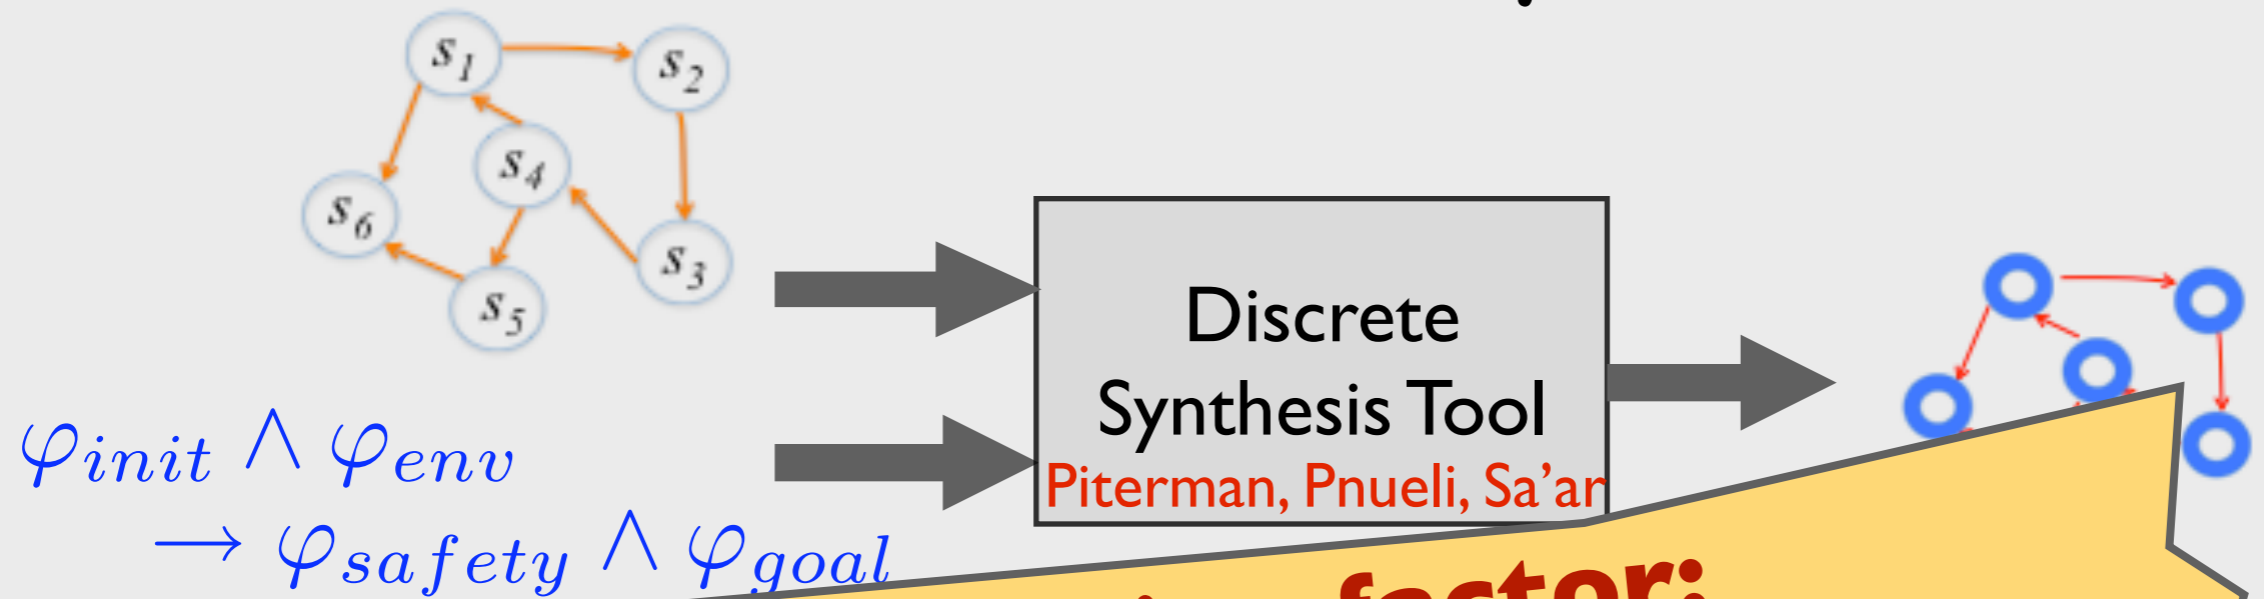 s1
s2
s4
s6
s3
s5
Discrete
Synthesis Tool
Piterman, Pnueli, Sa'ar
φinit ∧ φenv
→ φsafety ∧ φgoal
factor: